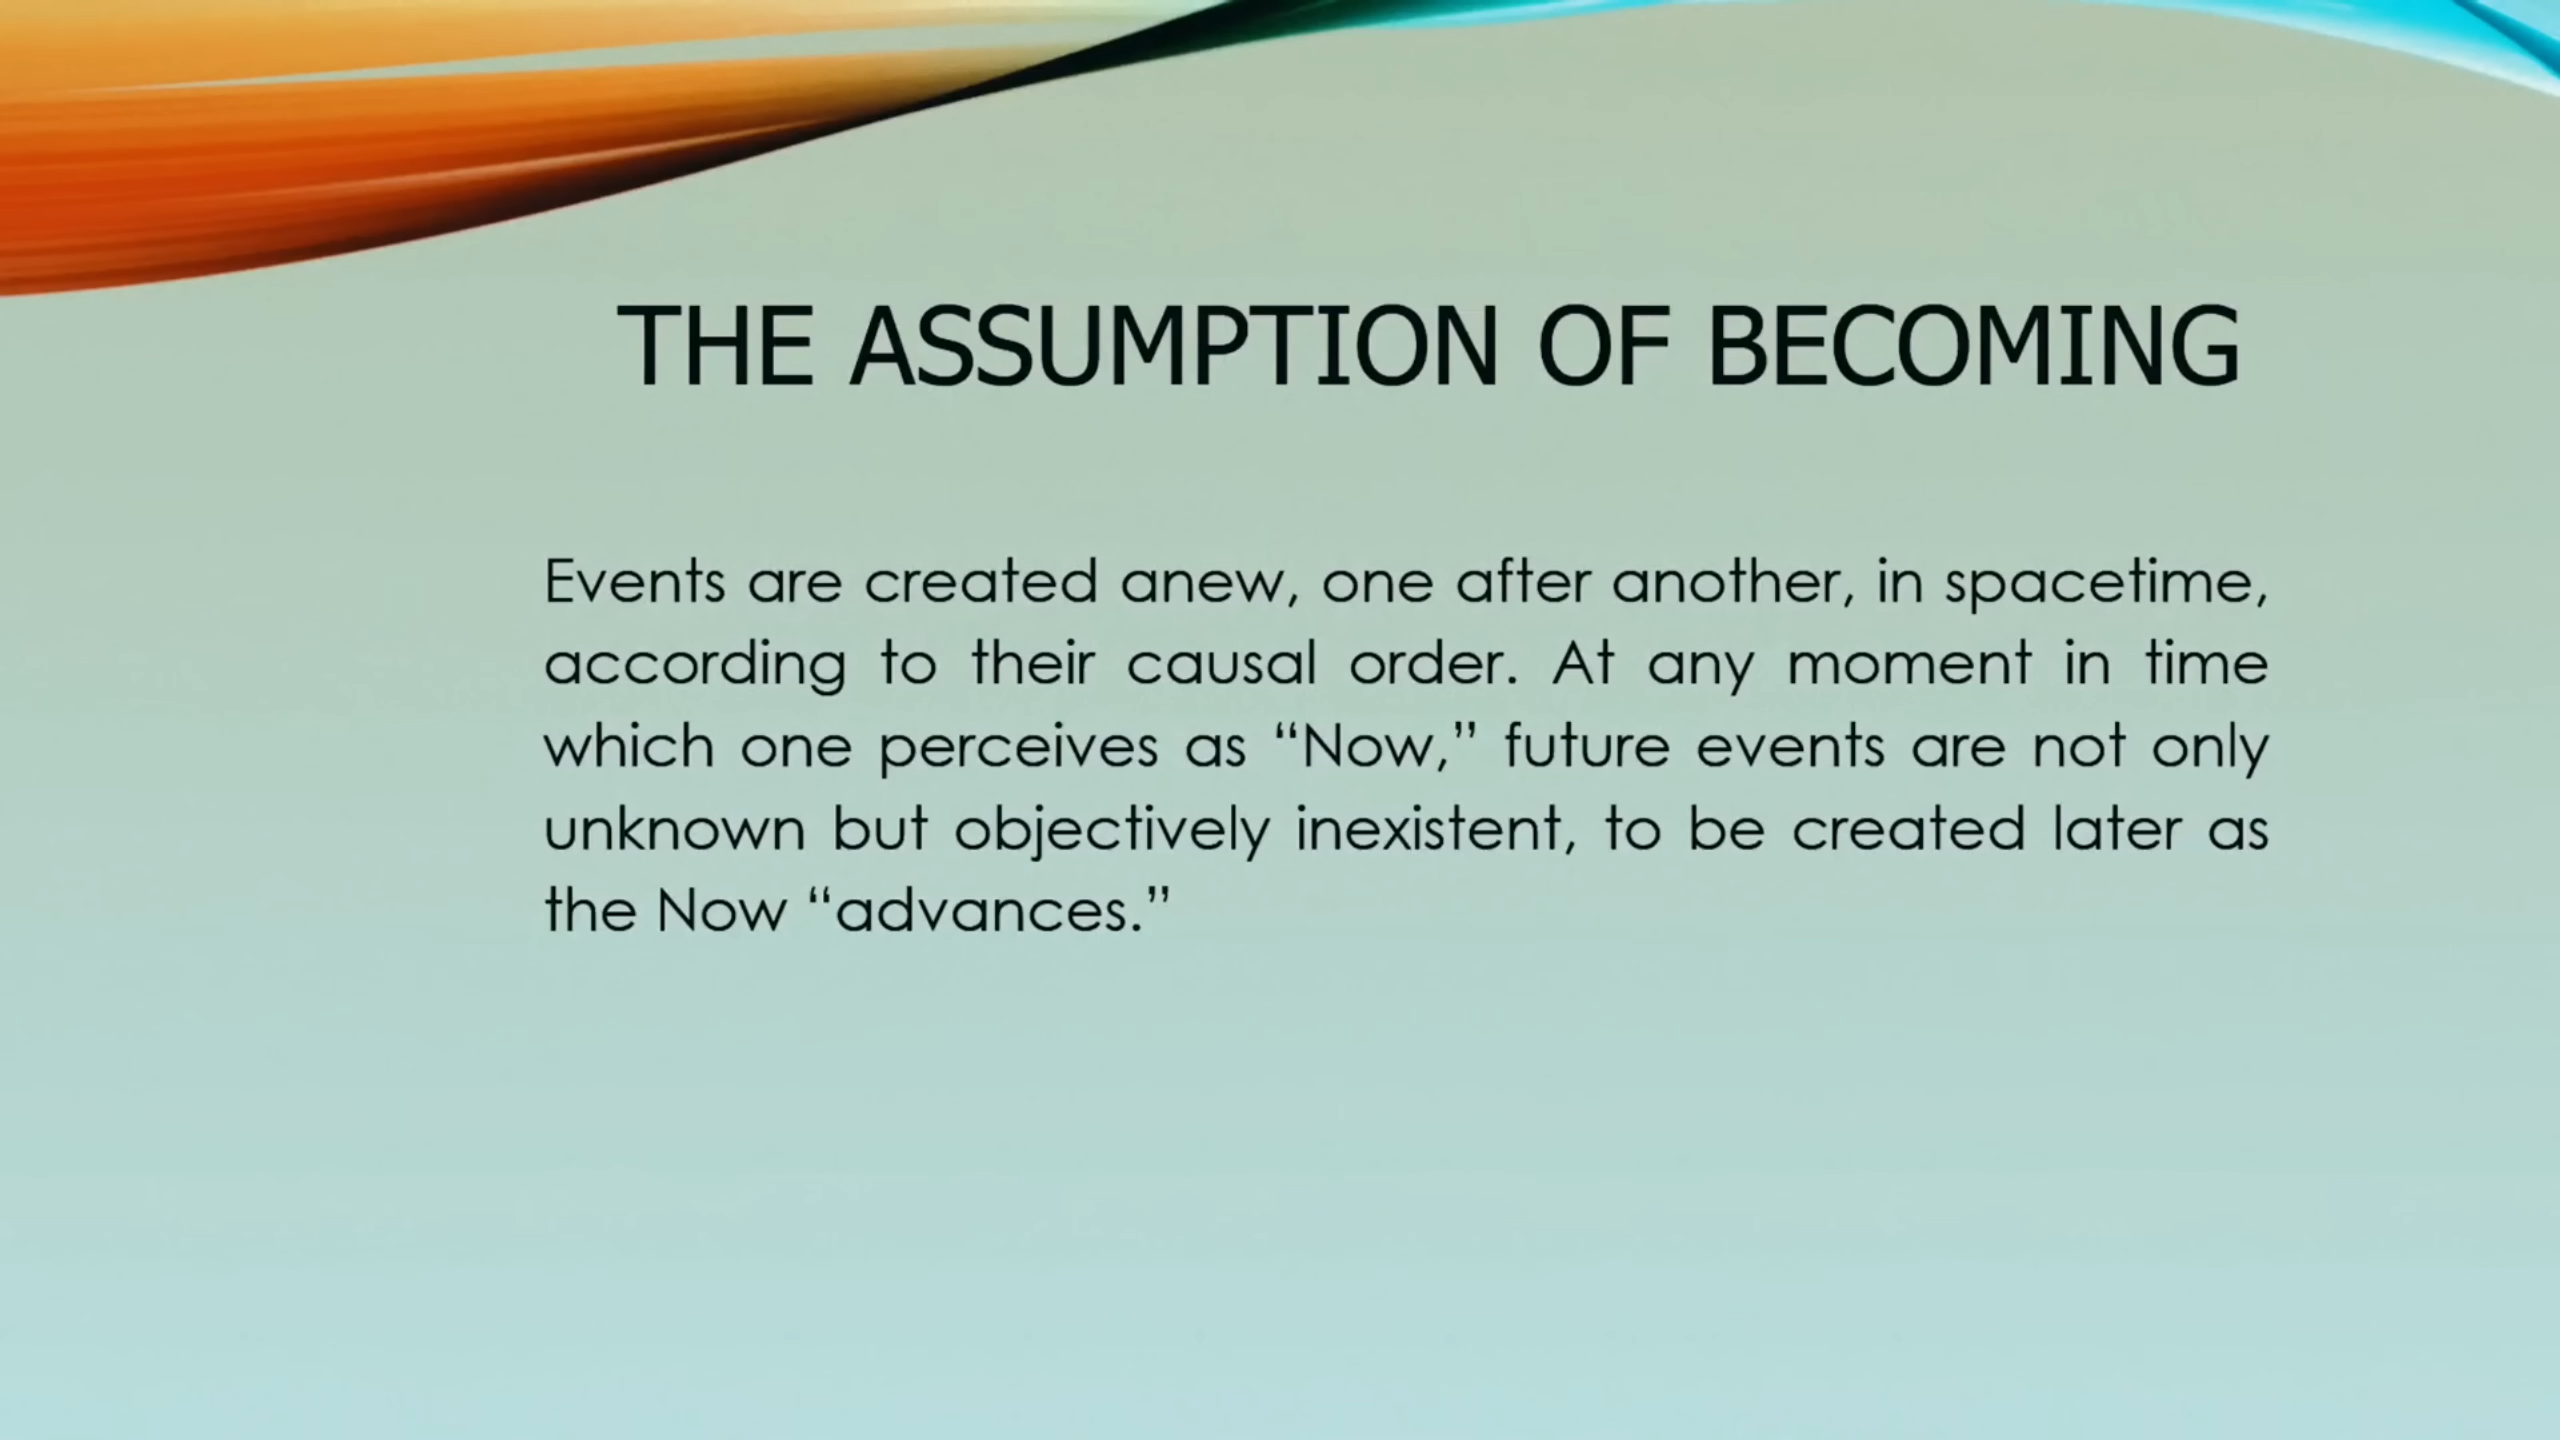 THE ASSUMPTION OF BECOMING
Events are created anew, one after another, in spacetime,
according to their causal order. At any moment in time
which one perceives as “Now,” future events are not only
unknown but objectively inexistent, to be created later as
the Now “advances.”